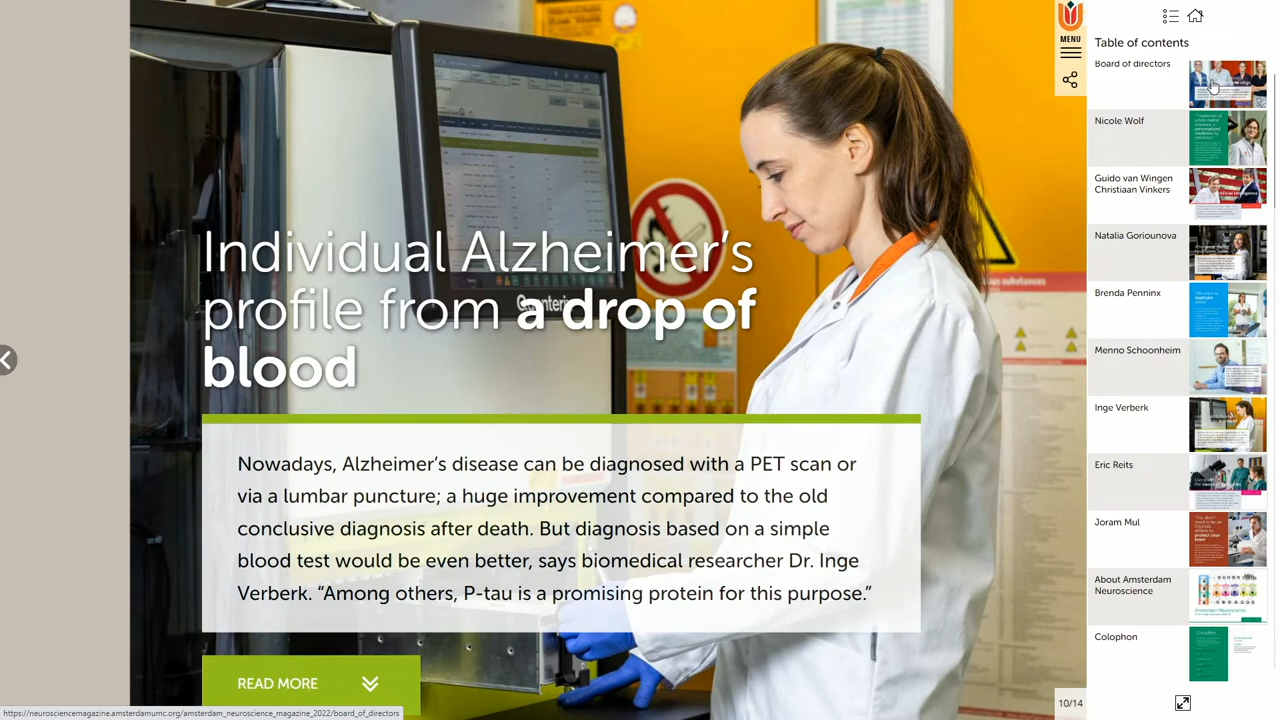 Individual Alzheimer's
profile from a drop of
blood
Nowadays, Alzheimer's disease can be diagnosed with a PET scan or
via a lumbar puncture; a huge improvement compared to the old
conclusive diagnosis after death. But diagnosis based on a simple
blood test would be even better, says biomedical researcher Dr. Inge
Verberk. "Among others, P-tau is a promising protein for this purpose."
READ MORE
https://neurosciencemagazine.amsterdamumc.org/amsterdam_neuroscience_magazine_2022/board_of_directors
MENU
10/14
Table of contents
Board of directors
Nicole Wolf
Guido van Wingen
Christiaan Vinkers
Natalia Goriounova
Brenda Penninx
Menno Schoonheim
Inge Verberk
Eric Reits
Joram Mul
About Amsterdam
Neuroscience
Colophon